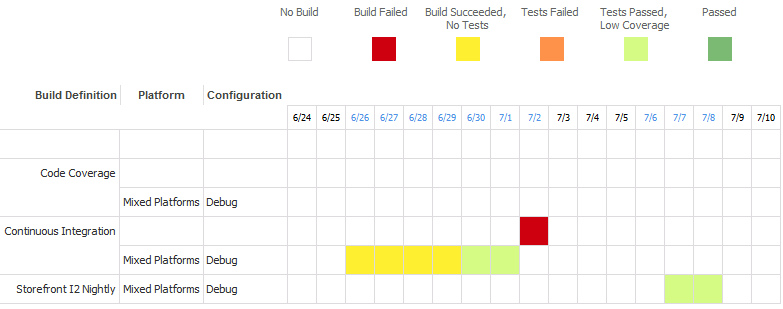 No Build
Build Failed
Build Succeeded,
No Tests
Tests Failed
Tests Passed,
Low Coverage
Passed
Build Definition Platform Configuration
6/24 6/25 6/26 6/27 6/28 6/29 6/30 7/1 7/2 7/3 7/4 7/5 7/6 7/7 7/8 7/9 7/10
Code Coverage
Mixed Platforms Debug
Continuous Integration
Mixed Platforms Debug
Storefront I2 Nightly Mixed Platforms Debug